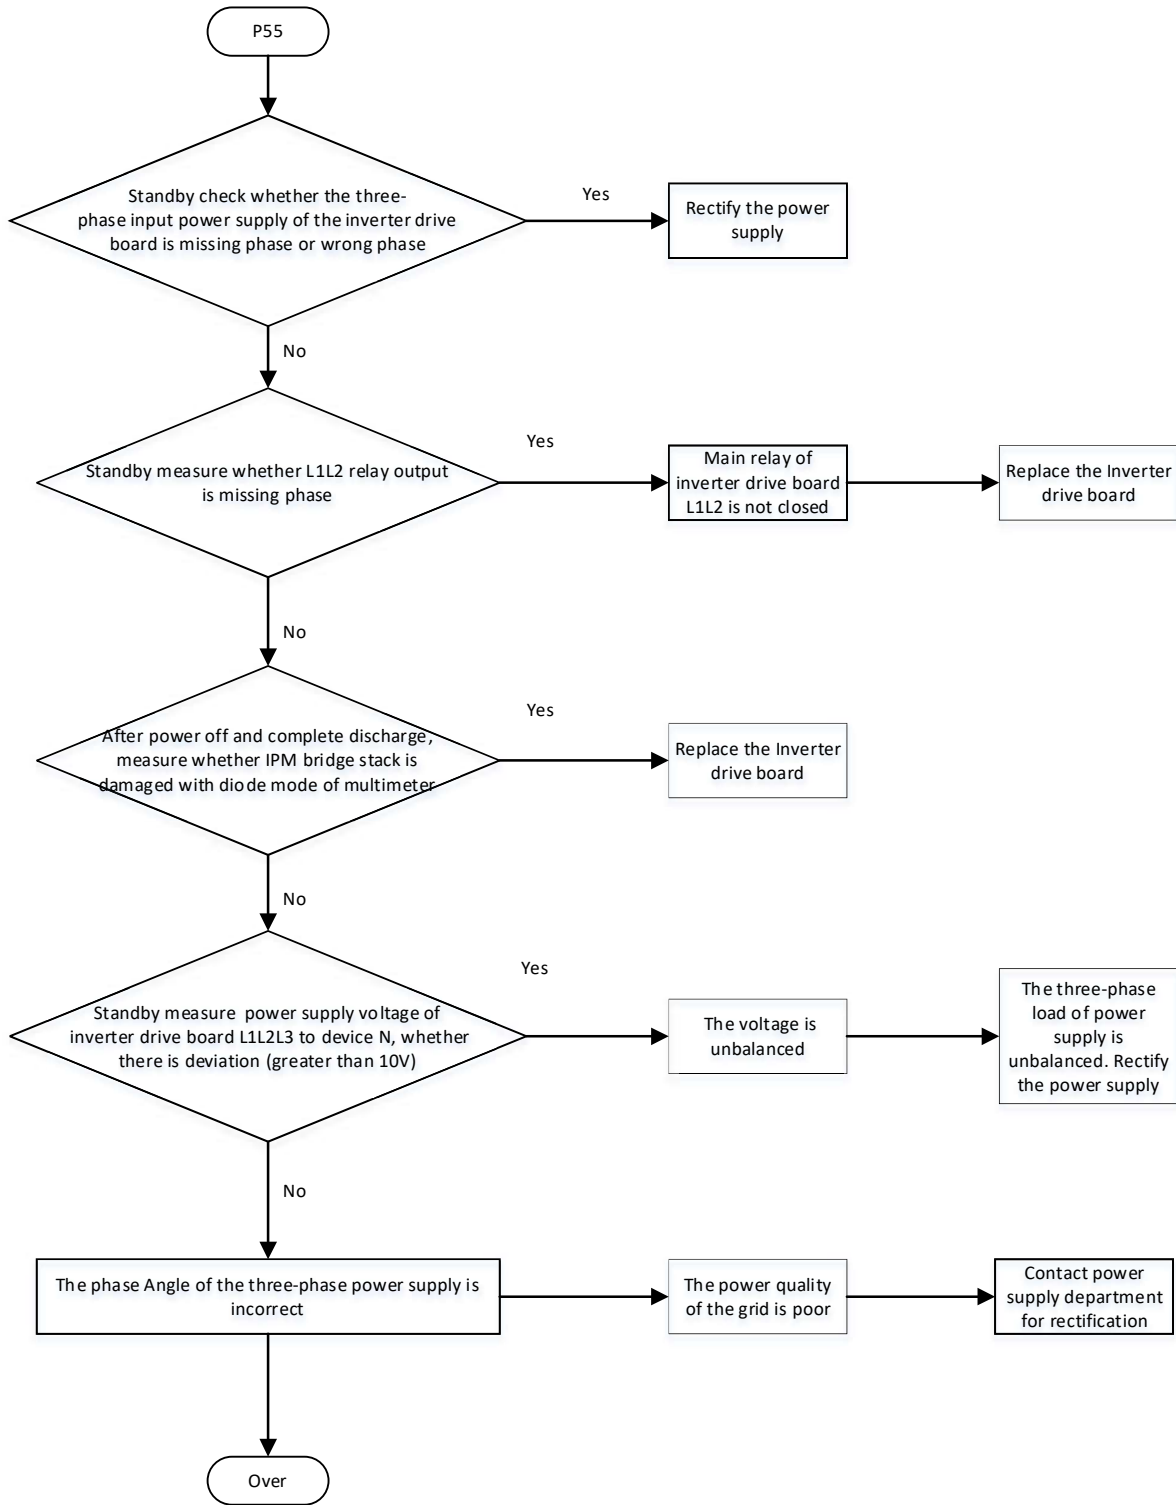 P55
Standby check whether the three-
phase input power supply of the inverter drive
board is missing phase or wrong phase
Yes
Rectify the power
supply
No
Standby measure whether L1L2 relay output
is missing phase
Yes
Main relay of
inverter drive board
L1L2 is not closed
Replace the Inverter
drive board
No
After power off and complete discharge,
measure whether IPM bridge stack is
damaged with diode mode of multimeter
Yes
Replace the Inverter
drive board
No
Standby measure power supply voltage of
inverter drive board L1L2L3 to device N, whether
there is deviation (greater than 10V)
Yes
The voltage is
unbalanced
The three-phase
load of power
supply is
unbalanced. Rectify
the power supply
No
The phase Angle of the three-phase power supply is
incorrect
The power quality
of the grid is poor
Contact power
supply department
for rectification
Over